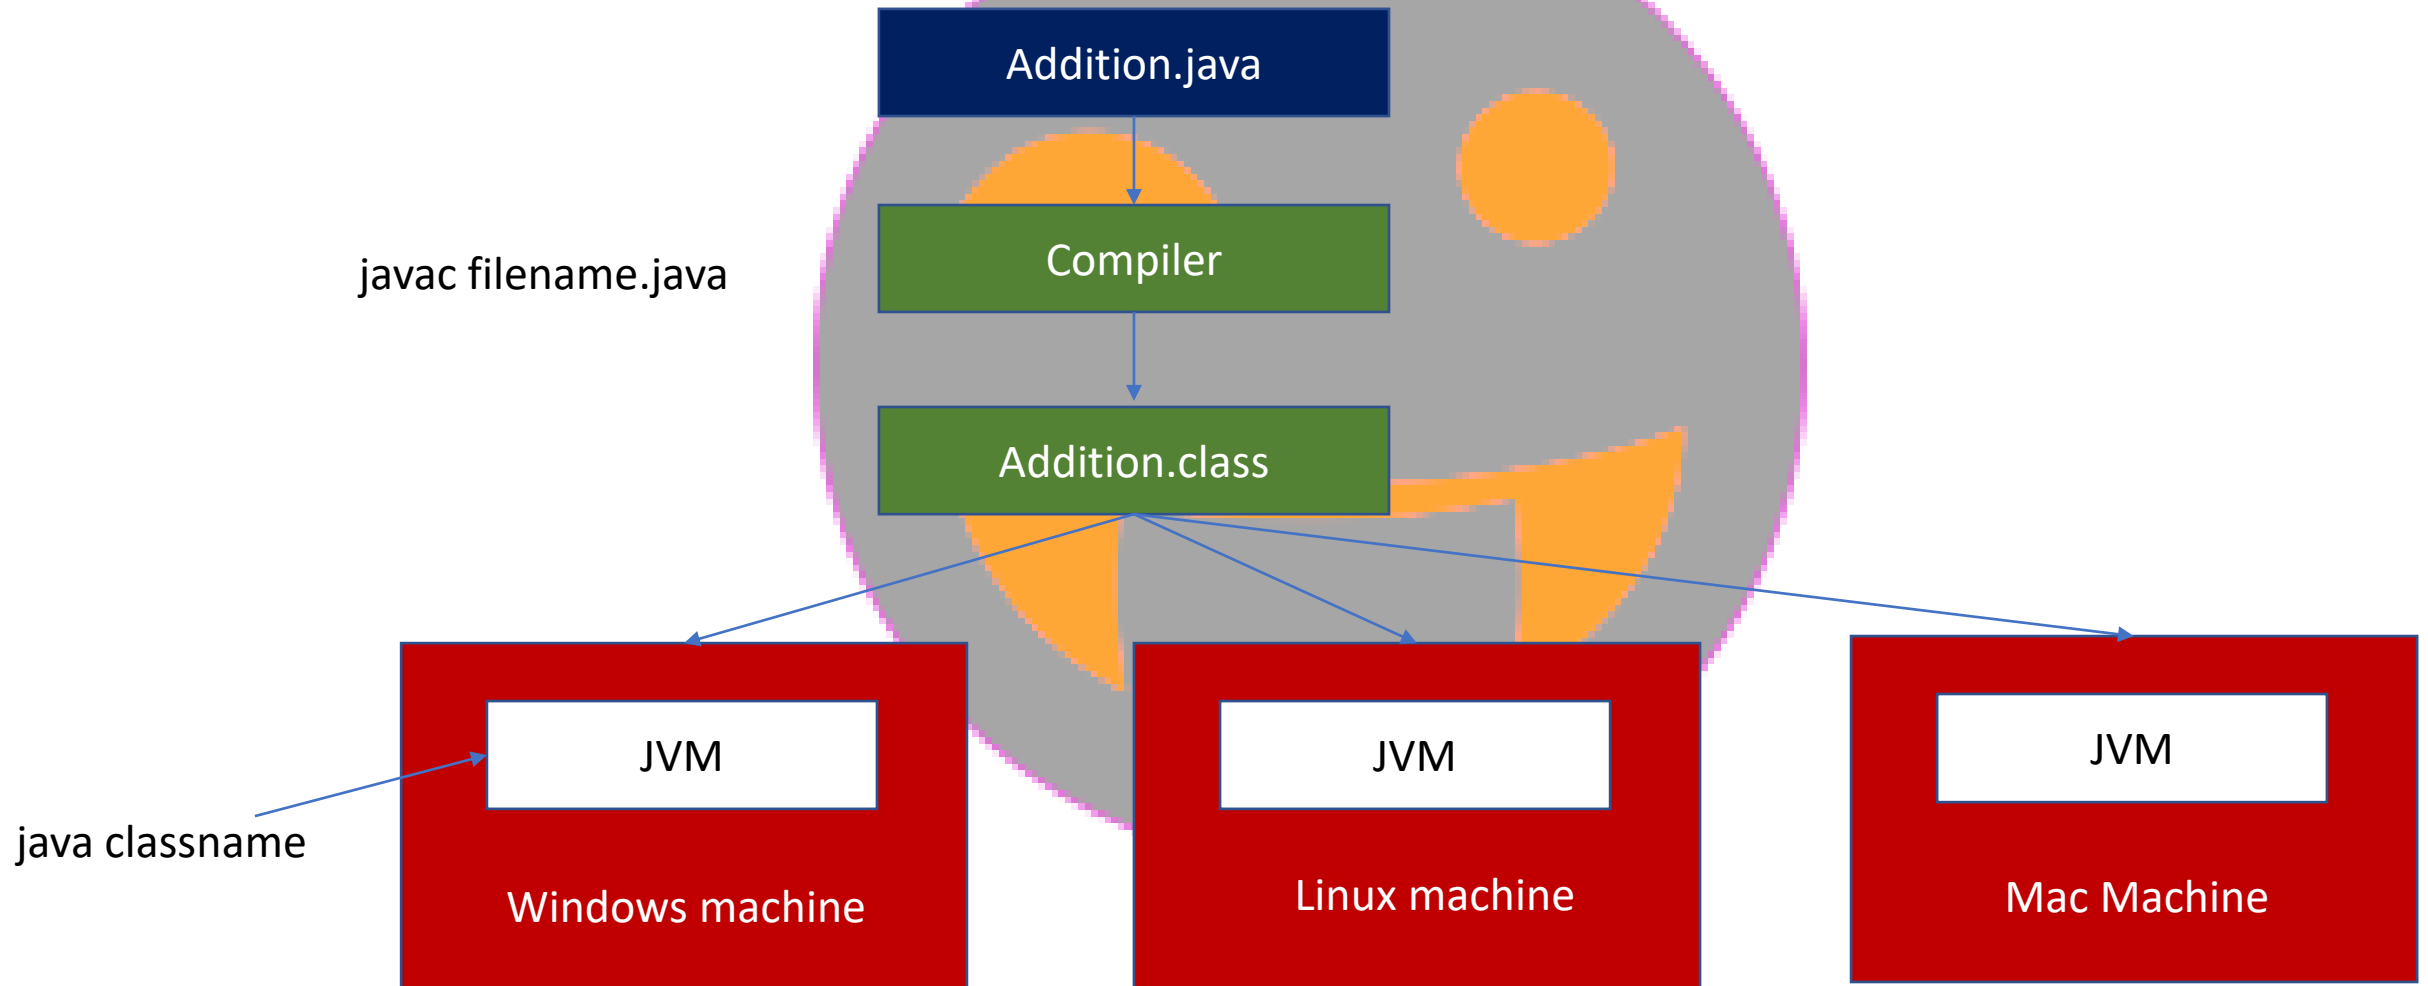 Addition.java
Compiler
javac filename.java
Addition.class
JVM
JVM
JVM
java classname
Windows machine
Linux machine
Mac Machine